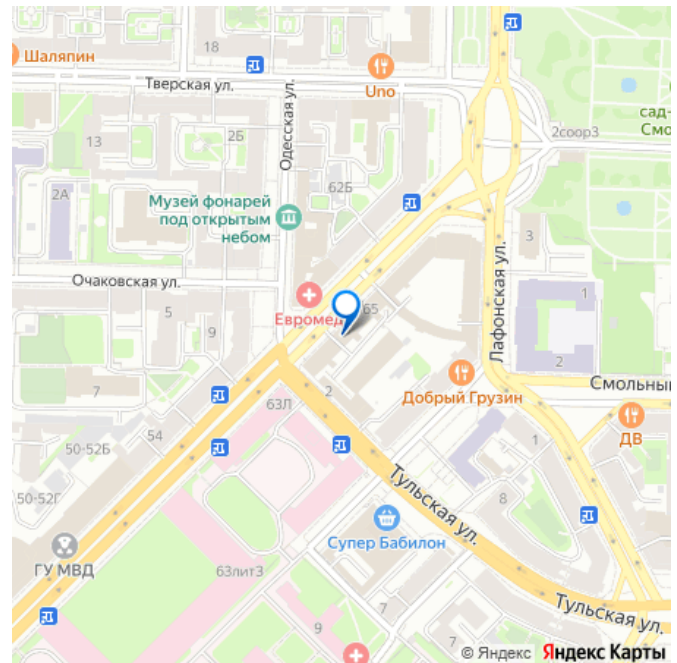 18
Шаляпин
Тверская ул.
Uno
Одесская ул.
13
2Б
2соор3
сад-
Смо
62Б
2А
Музей фонарей
под открытым
небом
3
Лафонская ул.
Очаковская ул.
5
9
Евромед
65
1
2
7
2
63Л
Добрый Грузин
Смольный
ДВ
54
50-52Б
1
8
50-52Г
Тульская ул.
Супер Бабилон
ГУ МВД
63лит3
7
9
7
Тульская ул.
© Яндекс Яндекс Карты